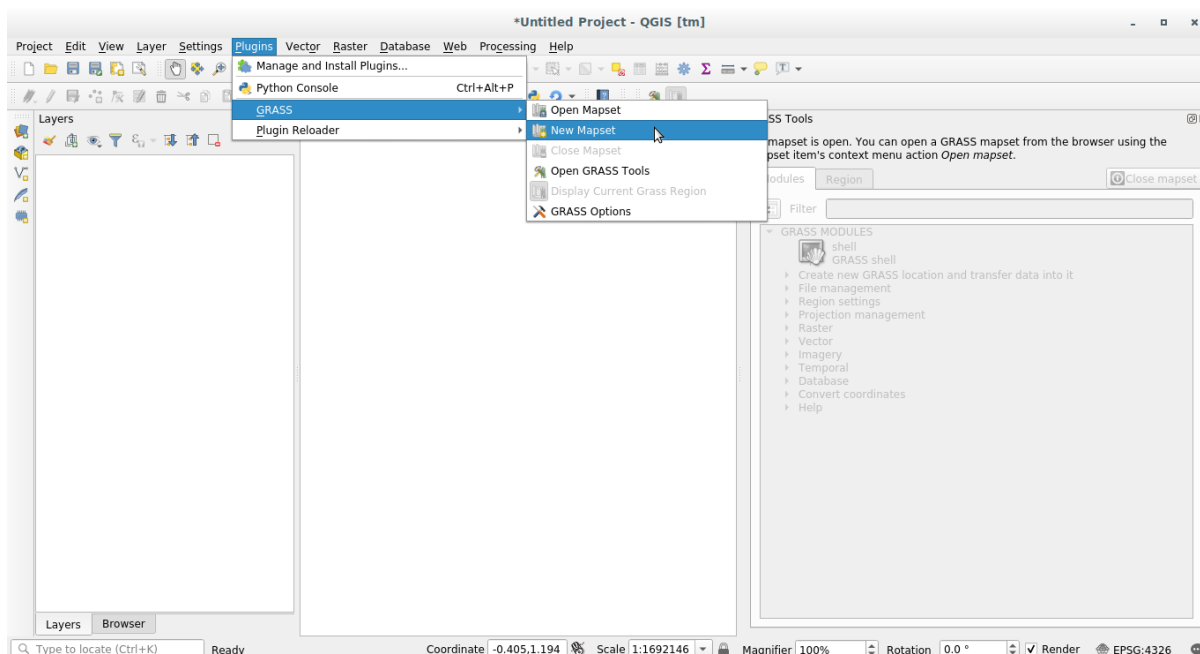 *Untitled Project - QGIS [tm]
Project Edit View Layer Settings Plugins Vector Raster Database Web Processing Help
Manage and Install Plugins...
Python Console Ctrl+Alt+P
GRASS
Plugin Reloader
Open Mapset
New Mapset
Close Mapset
Open GRASS Tools
Display Current Grass Region
GRASS Options
Layers
SS Tools
mapset is open. You can open a GRASS mapset from the browser using the
pset item's context menu action Open mapset.
odules Region Close mapset
Filter
GRASS MODULES
shell
GRASS shell
Create new GRASS location and transfer data into it
File management
Region settings
Projection management
Raster
Vector
Imagery
Temporal
Database
Convert coordinates
Help
Layers Browser
Type to locate (Ctrl+K) Ready Coordinate -0.405,1.194 Scale 1:1692146 Magnifier 100% Rotation 0.0 ° Render EPSG:4326